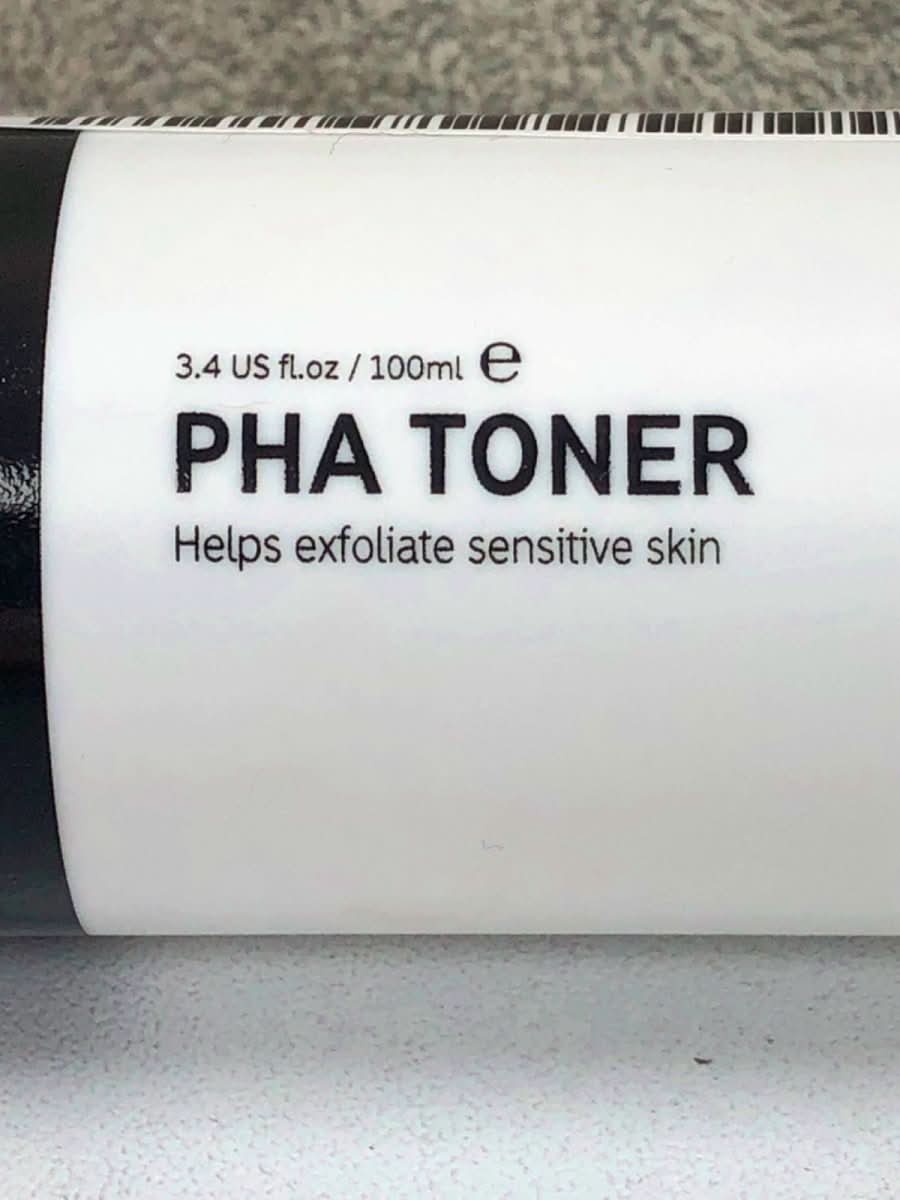 3.4 US fl.oz / 100ml ℮
PHA TONER
Helps exfoliate sensitive skin